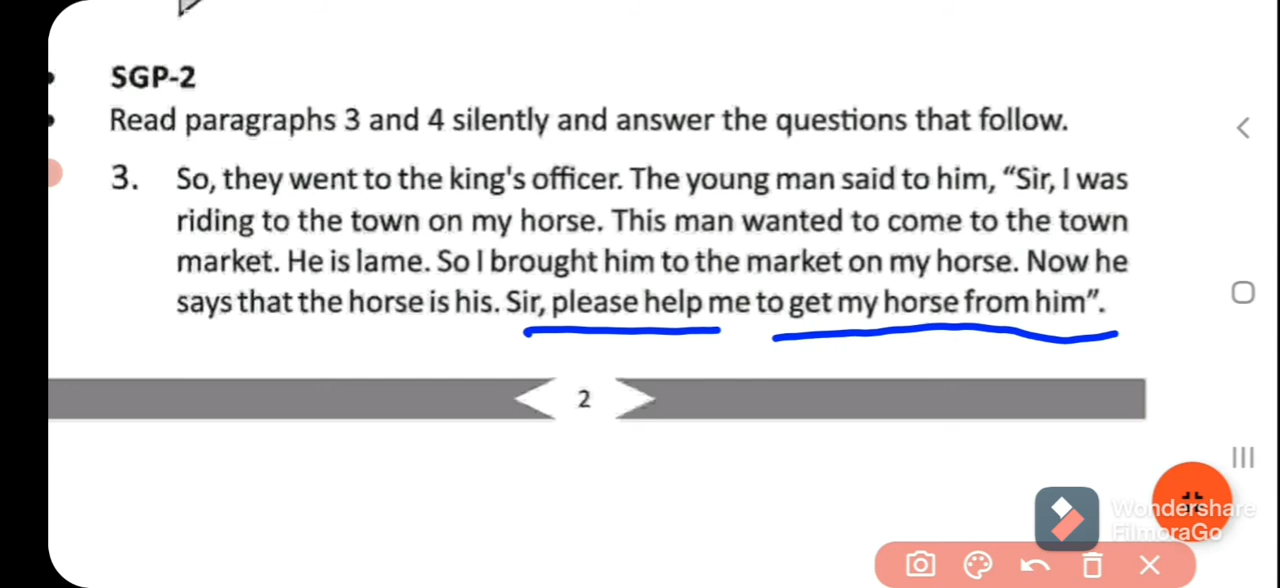 SGP-2
Read paragraphs 3 and 4 silently and answer the questions that follow.
3. So, they went to the king's officer. The young man said to him, “Sir, I was
riding to the town on my horse. This man wanted to come to the town
market. He is lame. So I brought him to the market on my horse. Now he
says that the horse is his. Sir, please help me to get my horse from him”.
2
Wondershare
FilmoraGo